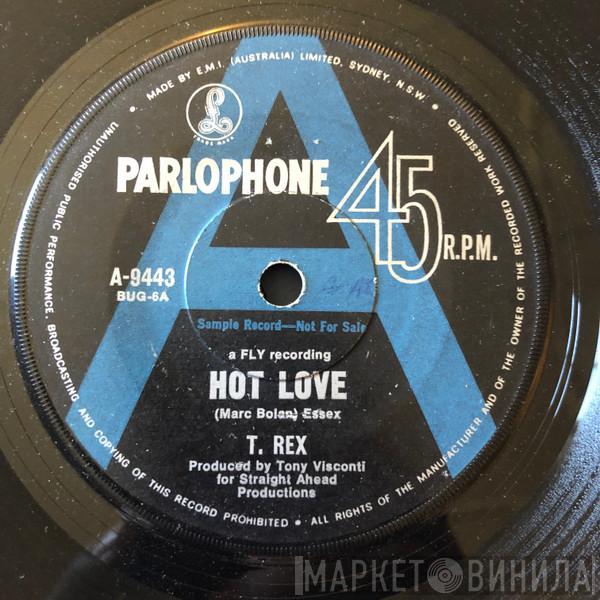 MADE BY E.M.I. (AUSTRALIA) LIMITED, SYDNEY, N.S.W.
UNAUTHORISED PUBLIC PERFORMANCE, BROADCASTING AND COPYING OF THIS RECORD PROHIBITED • ALL RIGHTS OF THE MANUFACTURER AND OF THE OWNER OF THE RECORDED WORK RESERVED
£
TRADE MARK
PARLOPHONE
45 R.P.M.
A
A-9443
BUG-6A
Sample Record—Not For Sale
a FLY recording
HOT LOVE
(Marc Bolan) Essex
T. REX
Produced by Tony Visconti
for Straight Ahead
Productions
МАРКЕТ ВИНИЛА